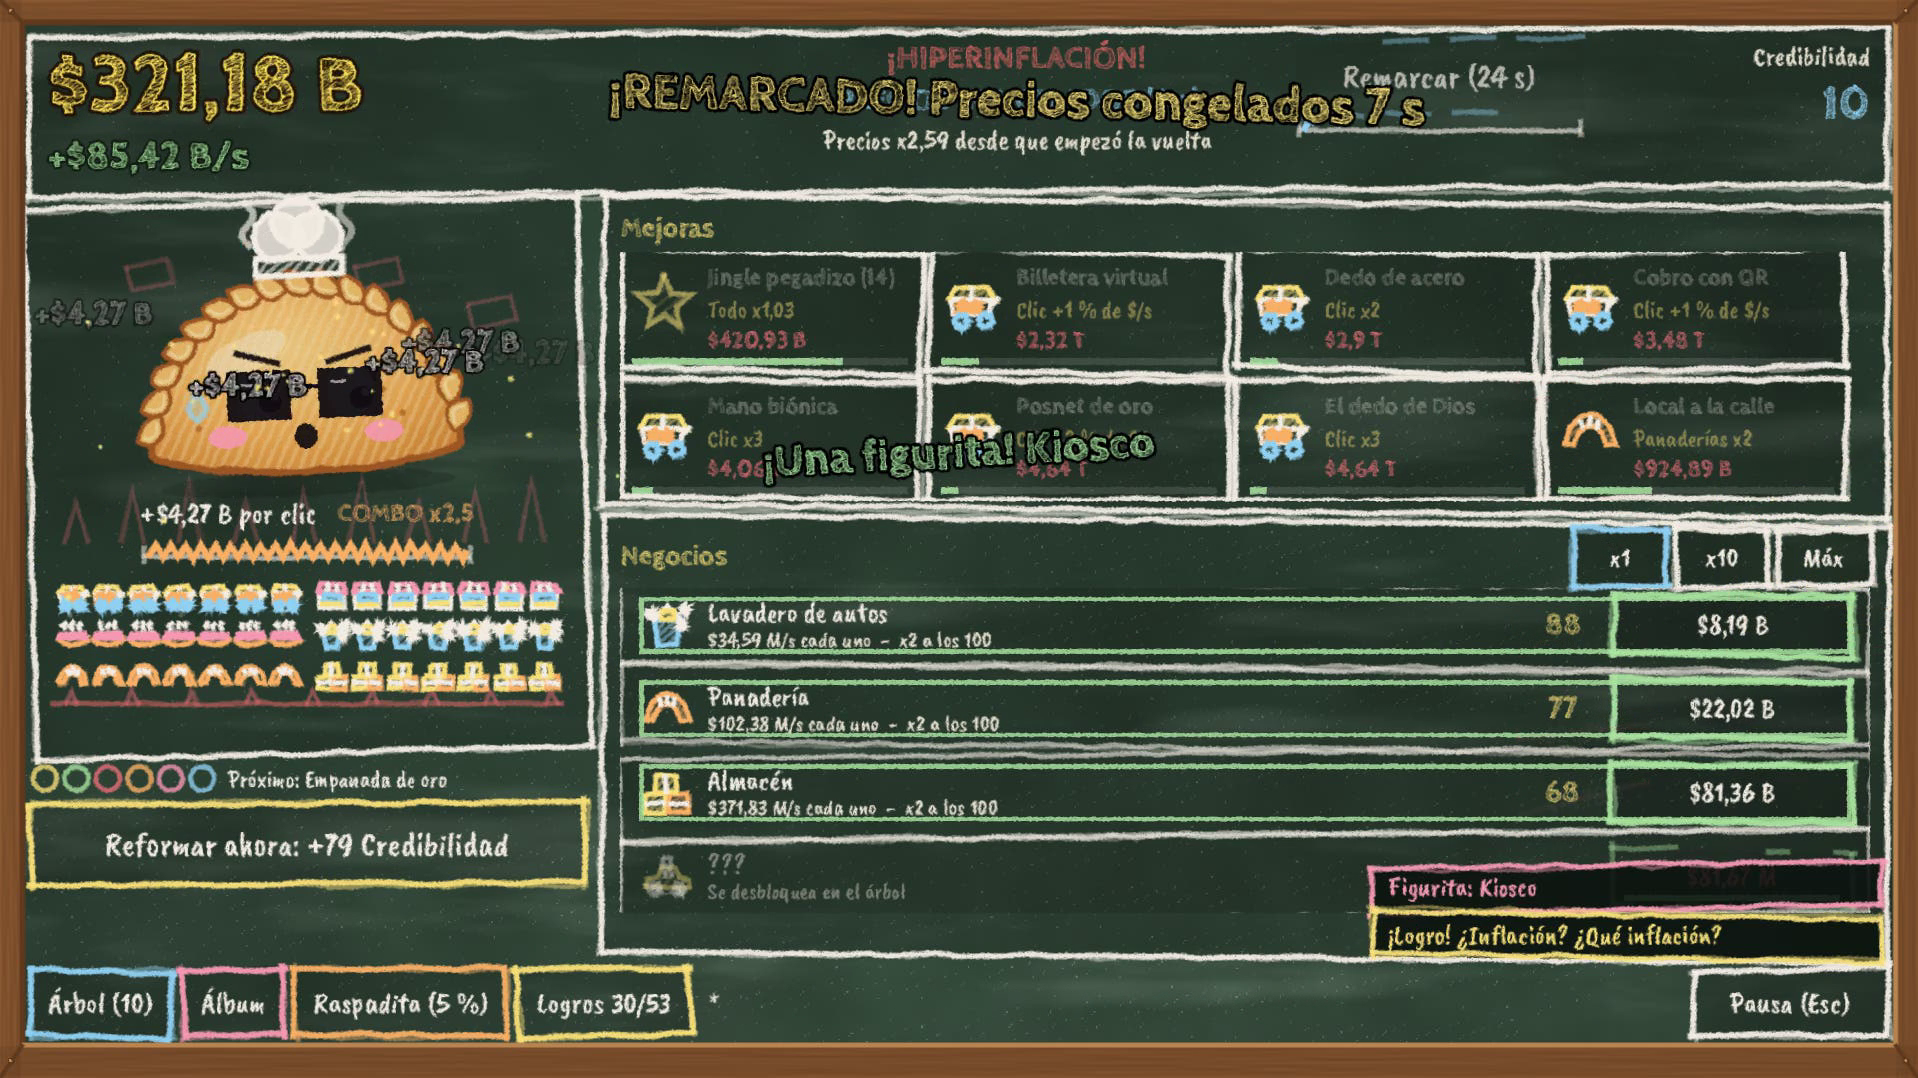 $321,18 B
+$85,42 B/s
¡HIPERINFLACIÓN!
¡REMARCADO! Precios congelados 7 s
Precios x2,59 desde que empezó la vuelta
Remarcar (24 s)
Credibilidad
10
+$4,27 B
+$4,27 B
+$4,27 B
+$4,27
+$4,27 B
+$4,27 B por clic
COMBO x2,5
Próximo: Empanada de oro
Reformar ahora: +79 Credibilidad
Mejoras
Jingle pegadizo (14)
Todo x1,03
$420,93 B
Billetera virtual
Clic +1 % de $/s
$2,32 T
Dedo de acero
Clic x2
$2,9 T
Cobro con QR
Clic +1 % de $/s
$3,48 T
Mano biónica
Clic x3
$4,06
Posnet de oro
$4,64 T
El dedo de Dios
Clic x3
$4,64 T
Local a la calle
Panaderías x2
$924,89 B
¡Una figurita! Kiosco
Negocios
x1
x10
Máx
Lavadero de autos
$34,59 M/s cada uno - x2 a los 100
88
$8,19 B
Panadería
$102,38 M/s cada uno - x2 a los 100
77
$22,02 B
Almacén
$371,83 M/s cada uno - x2 a los 100
68
$81,36 B
???
Se desbloquea en el árbol
$81,67 M
Figurita: Kiosco
¡Logro! ¿Inflación? ¿Qué inflación?
Árbol (10)
Álbum
Raspadita (5 %)
Logros 30/53
*
Pausa (Esc)